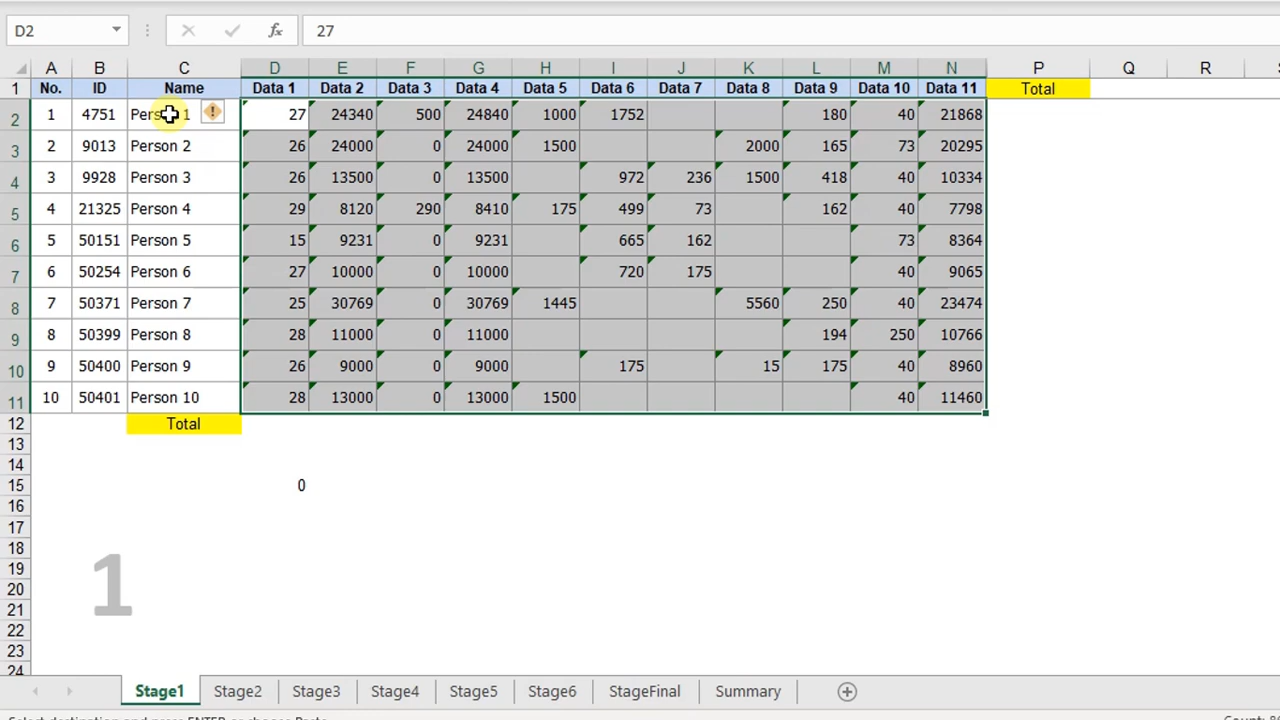 D2 fx 27
A B C D E F G H I J K L M N P Q R
1 No. ID Name Data 1 Data 2 Data 3 Data 4 Data 5 Data 6 Data 7 Data 8 Data 9 Data 10 Data 11 Total
2 1 4751 1 27 24340 500 24840 1000 1752 180 40 21868
3 2 9013 Person 2 26 24000 0 24000 1500 2000 165 73 20295
4 3 9928 Person 3 26 13500 0 13500 972 236 1500 418 40 10334
5 4 21325 Person 4 29 8120 290 8410 175 499 73 162 40 7798
6 5 50151 Person 5 15 9231 0 9231 665 162 73 8364
7 6 50254 Person 6 27 10000 0 10000 720 175 40 9065
8 7 50371 Person 7 25 30769 0 30769 1445 5560 250 40 23474
9 8 50399 Person 8 28 11000 0 11000 194 250 10766
10 9 50400 Person 9 26 9000 0 9000 175 15 175 40 8960
11 10 50401 Person 10 28 13000 0 13000 1500 40 11460
12 Total
13
14
15 0
16
17
18
19
20
21
22
23
24
1
Stage1 Stage2 Stage3 Stage4 Stage5 Stage6 StageFinal Summary
Select destination and press ENTER or choose Paste